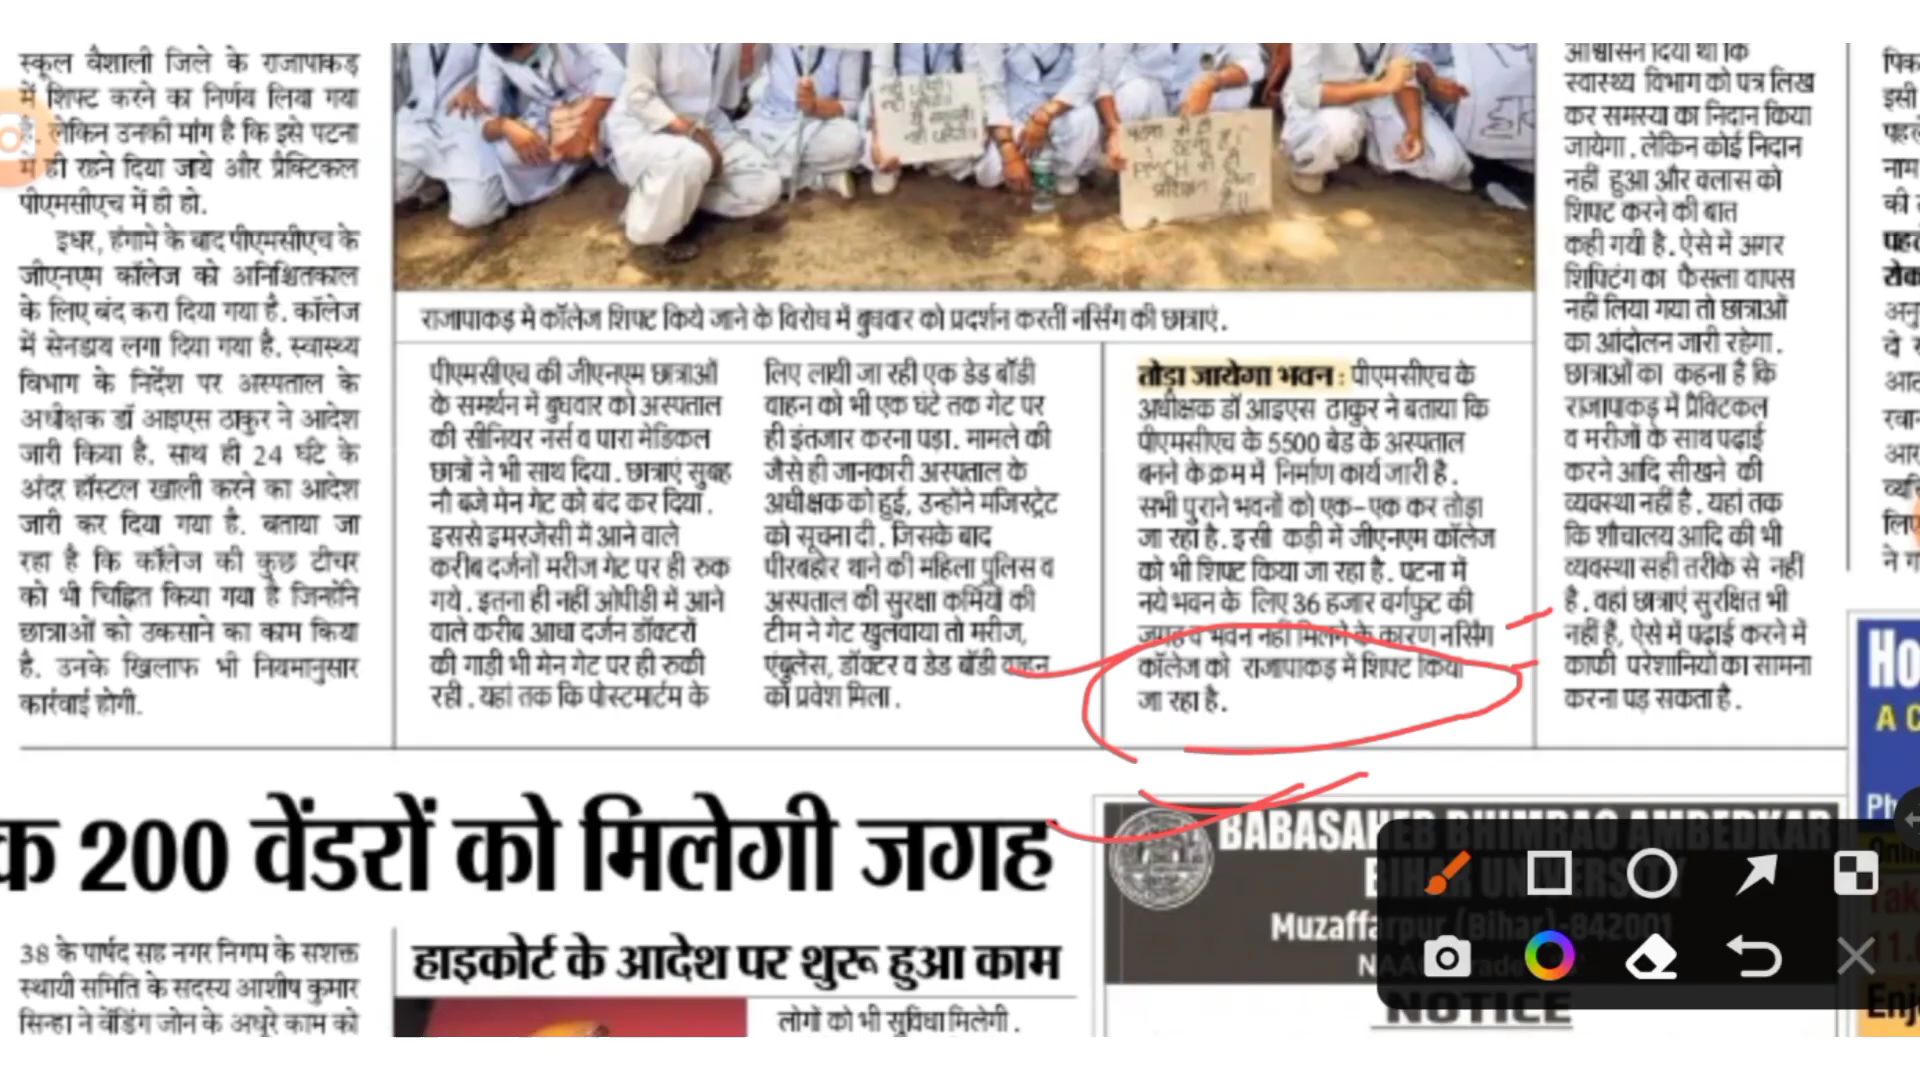 स्कूल वैशाली जिले के राजापाकड़
में शिफ्ट करने का निर्णय लिया गया
है. लेकिन उनकी मांग है कि इसे पटना
में ही रहने दिया जाये और प्रैक्टिकल
पीएमसीएच में ही हो.
इधर, हंगामे के बाद पीएमसीएच के
जीएनएम कॉलेज को अनिश्चितकाल
के लिए बंद करा दिया गया है. कॉलेज
में सेनडाय लगा दिया गया है. स्वास्थ्य
विभाग के निर्देश पर अस्पताल के
अधीक्षक डॉ आइएस ठाकुर ने आदेश
जारी किया है. साथ ही 24 घंटे के
अंदर हॉस्टल खाली करने का आदेश
जारी कर दिया गया है. बताया जा
रहा है कि कॉलेज की कुछ टीचर
को भी चिह्नित किया गया है जिन्होंने
छात्राओं को उकसाने का काम किया
है. उनके खिलाफ भी नियमानुसार
कार्रवाई होगी.
राजापाकड़ में कॉलेज शिफ्ट किये जाने के विरोध में बुधवार को प्रदर्शन करतीं नर्सिंग की छात्राएं.
पीएमसीएच की जीएनएम छात्राओं
के समर्थन में बुधवार को अस्पताल
की सीनियर नर्स व पारा मेडिकल
छात्रों ने भी साथ दिया. छात्राएं सुबह
नौ बजे मेन गेट को बंद कर दिया.
इससे इमरजेंसी में आने वाले
करीब दर्जनों मरीज गेट पर ही रुक
गये. इतना ही नहीं ओपीडी में आने
वाले करीब आधा दर्जन डॉक्टरों
की गाड़ी भी मेन गेट पर ही रुकी
रही. यहां तक कि पोस्टमार्टम के
लिए लायी जा रही एक डेड बॉडी
वाहन को भी एक घंटे तक गेट पर
ही इंतजार करना पड़ा. मामले की
जैसे ही जानकारी अस्पताल के
अधीक्षक को हुई, उन्होंने मजिस्ट्रेट
को सूचना दी. जिसके बाद
पीरबहोर थाने की महिला पुलिस व
अस्पताल की सुरक्षा कर्मियों की
टीम ने गेट खुलवाया तो मरीज,
एंबुलेंस, डॉक्टर व डेड बॉडी वाहन
को प्रवेश मिला.
तोड़ा जायेगा भवन : पीएमसीएच के
अधीक्षक डॉ आइएस ठाकुर ने बताया कि
पीएमसीएच के 5500 बेड के अस्पताल
बनने के क्रम में निर्माण कार्य जारी है.
सभी पुराने भवनों को एक-एक कर तोड़ा
जा रहा है. इसी कड़ी में जीएनएम कॉलेज
को भी शिफ्ट किया जा रहा है. पटना में
नये भवन के लिए 36 हजार वर्गफुट की
जगह व भवन नहीं मिलने के कारण नर्सिंग
कॉलेज को राजापाकड़ में शिफ्ट किया
जा रहा है.
आश्वासन दिया था कि
स्वास्थ्य विभाग को पत्र लिख
कर समस्या का निदान किया
जायेगा. लेकिन कोई निदान
नहीं हुआ और क्लास को
शिफ्ट करने की बात
कही गयी है. ऐसे में अगर
शिफ्टिंग का फैसला वापस
नहीं लिया गया तो छात्राओं
का आंदोलन जारी रहेगा.
छात्राओं का कहना है कि
राजापाकड़ में प्रैक्टिकल
व मरीजों के साथ पढ़ाई
करने आदि सीखने की
व्यवस्था नहीं है. यहां तक
कि शौचालय आदि की भी
व्यवस्था सही तरीके से नहीं
है. वहां छात्राएं सुरक्षित भी
नहीं हैं, ऐसे में पढ़ाई करने में
काफी परेशानियों का सामना
करना पड़ सकता है.
इसी
नाम
की
क 200 वेंडरों को मिलेगी जगह
38 के पार्षद सह नगर निगम के सशक्त
स्थायी समिति के सदस्य आशीष कुमार
सिन्हा ने वेंडिंग जोन के अधूरे काम को
हाइकोर्ट के आदेश पर शुरू हुआ काम
लोगों को भी सुविधा मिलेगी.
BABASAHEB BHIMRAO AMBEDKAR
BIHAR UNIVERSITY
Muzaffarpur (Bihar)-842001
NOTICE
Ho
A C
Ph
Enj